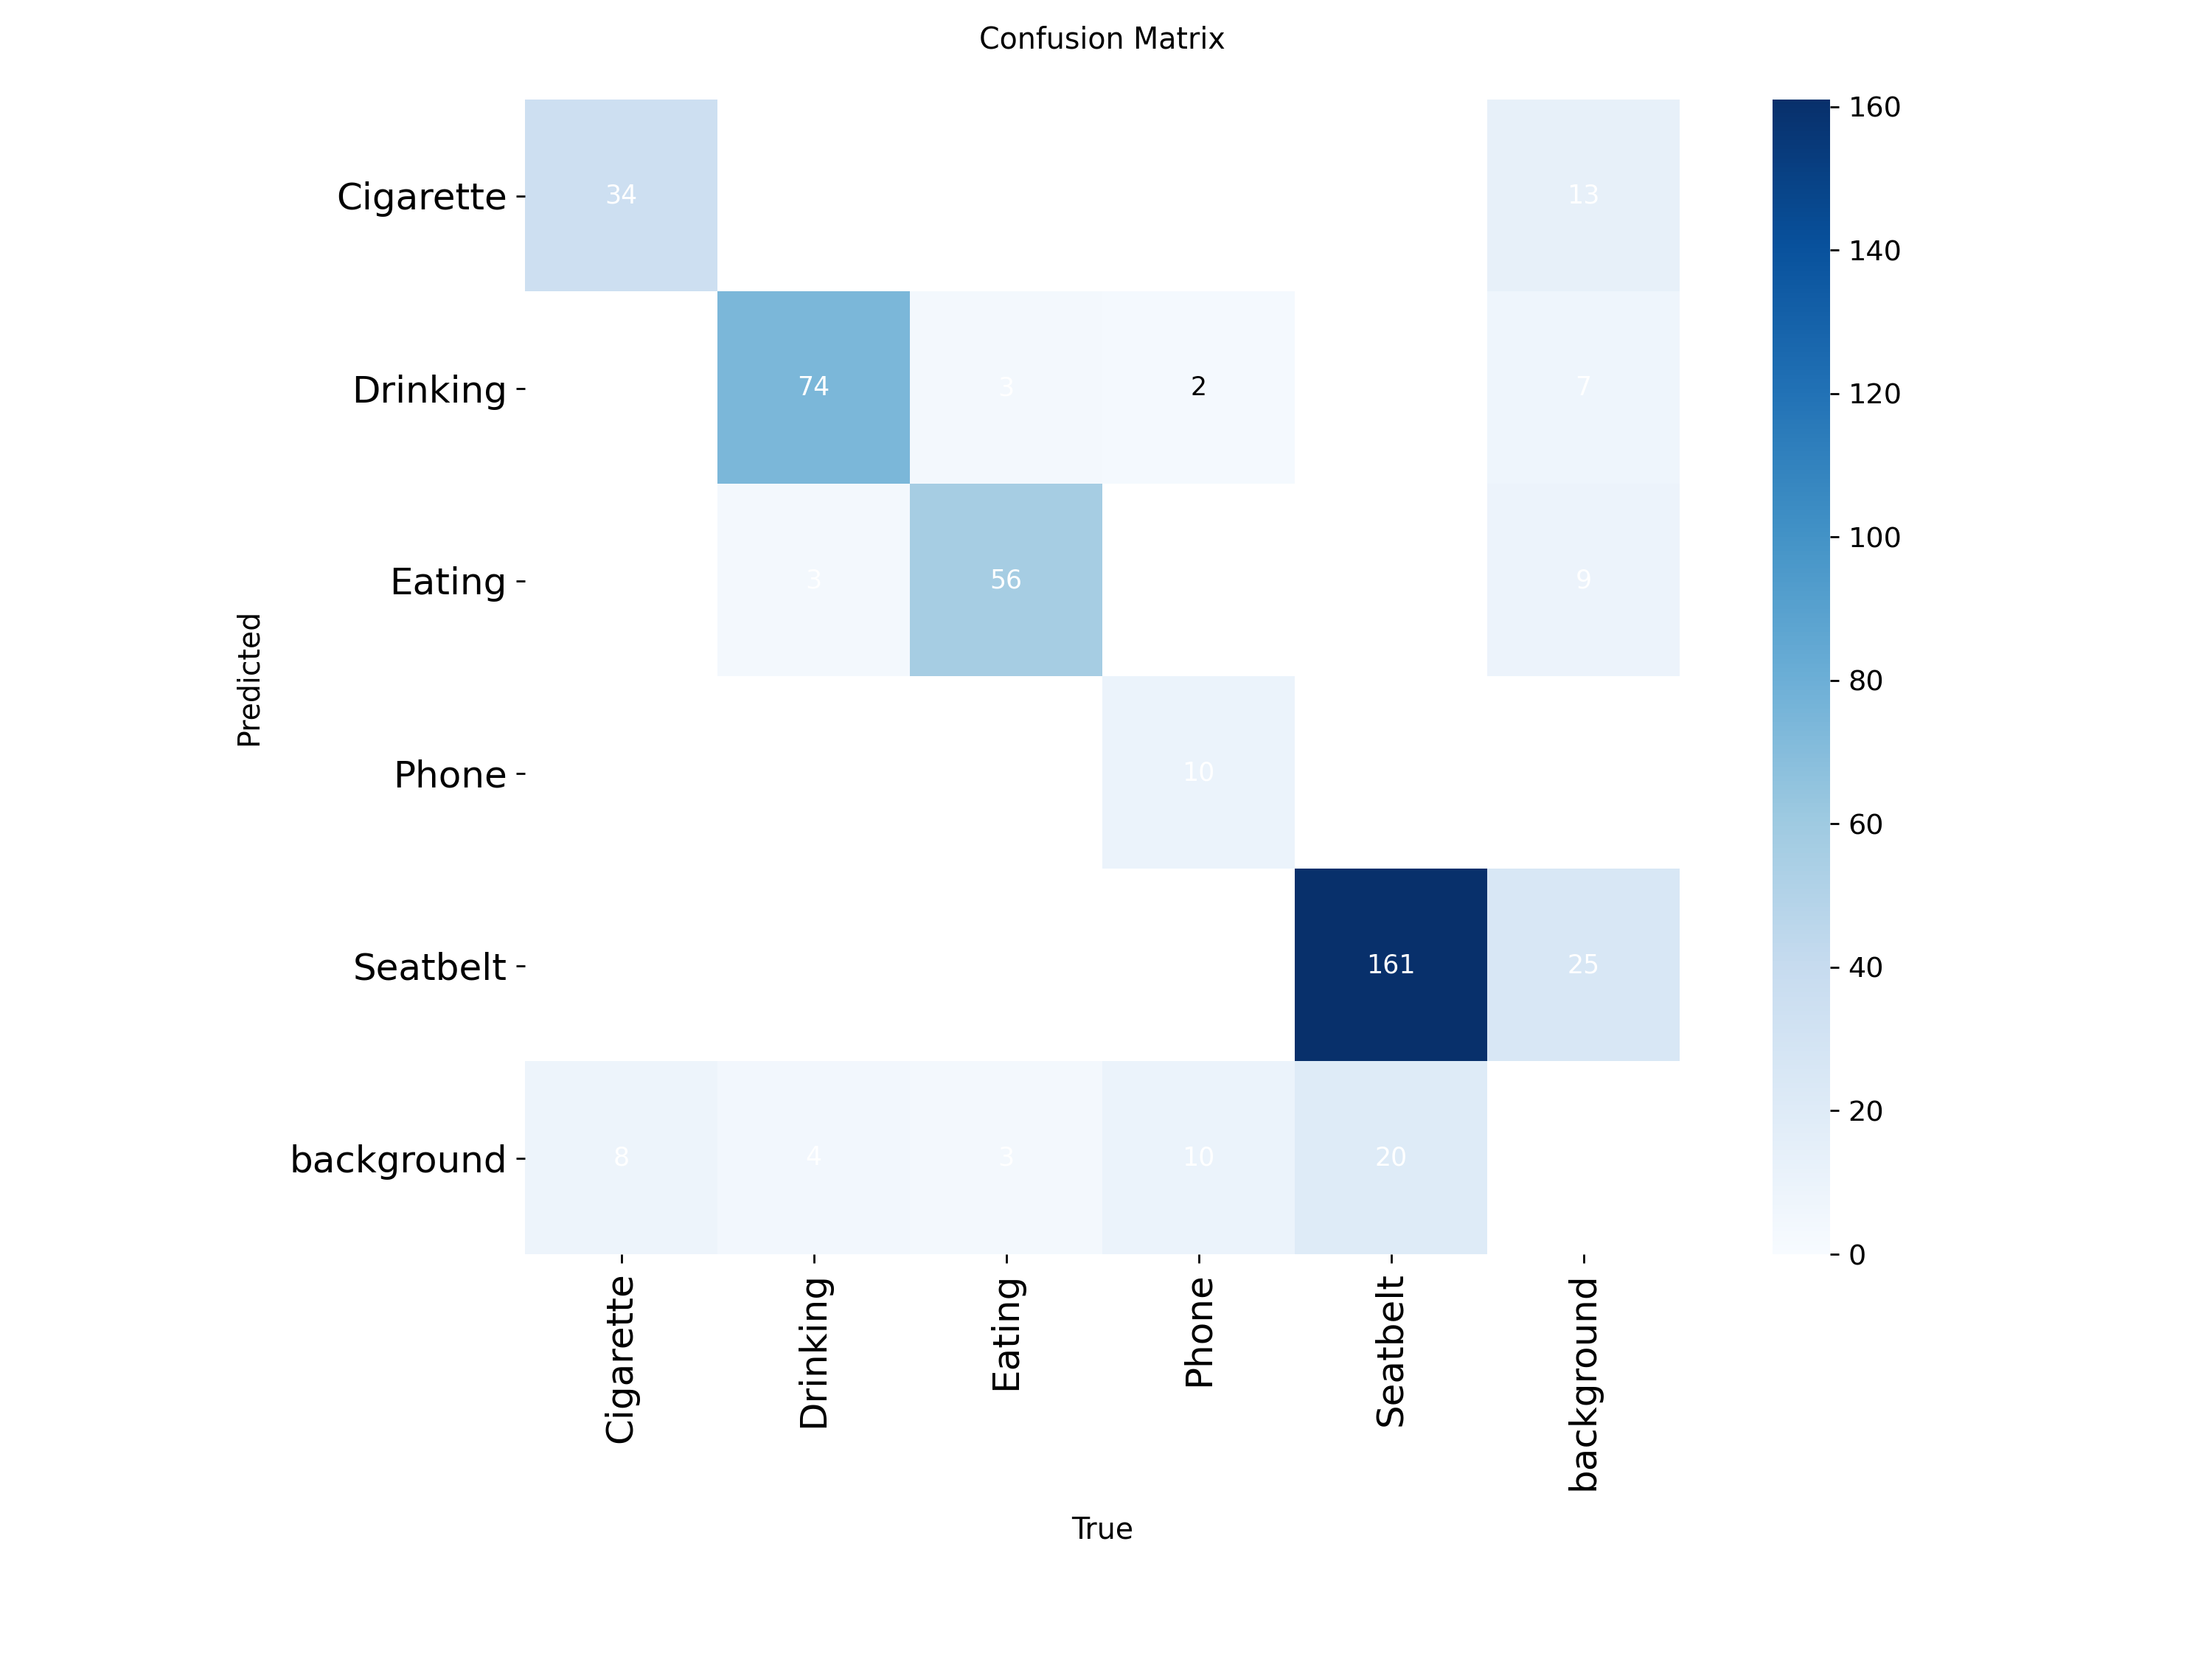 Confusion Matrix
Cigarette 34 13 160
140
Drinking 74 3 2 7 120
Eating 3 56 9 100
Predicted
80
Phone 10 60
Seatbelt 161 25 40
20
background 8 4 3 10 20 0
Cigarette Drinking Eating Phone Seatbelt background
True